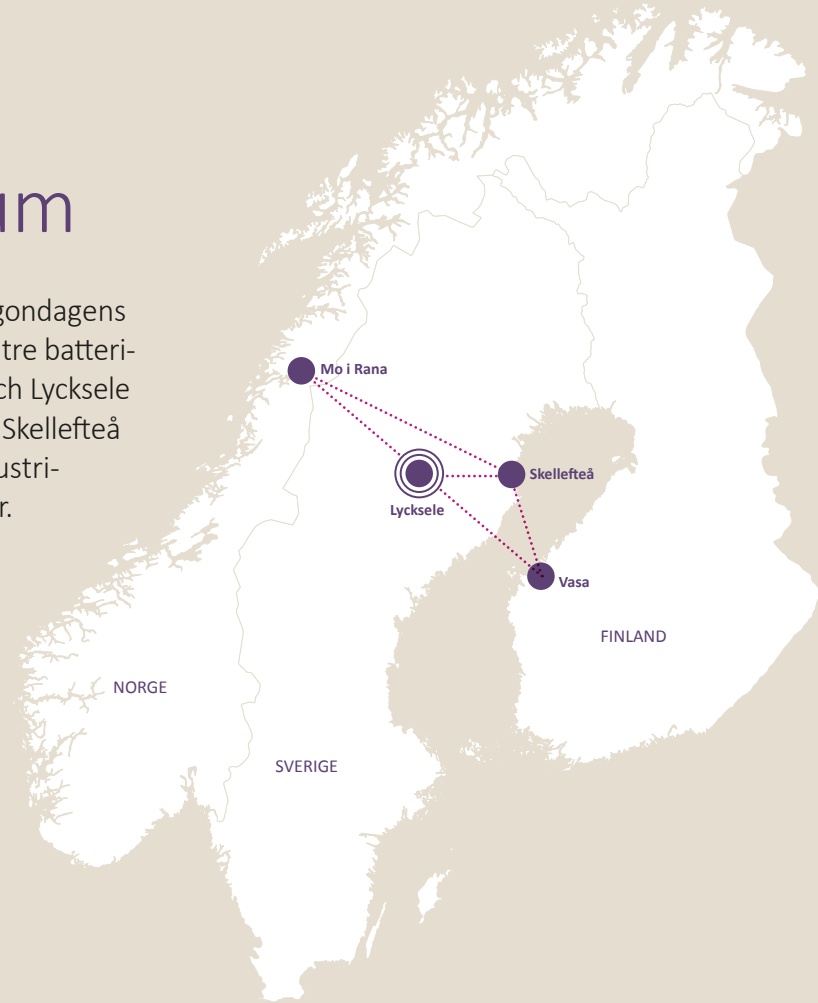 um
gondagens
tre batteri-
ch Lycksele
Skellefteå
ustri-
r.
Mo i Rana
Skellefteå
Lycksele
Vasa
FINLAND
NORGE
SVERIGE